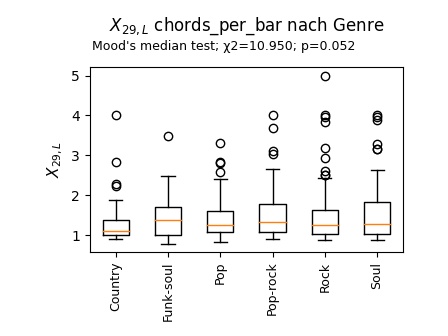 X29,L chords_per_bar nach Genre
Mood's median test; χ2=10.950; p=0.052
X29,L
5
4
3
2
1
Country
Funk-soul
Pop
Pop-rock
Rock
Soul